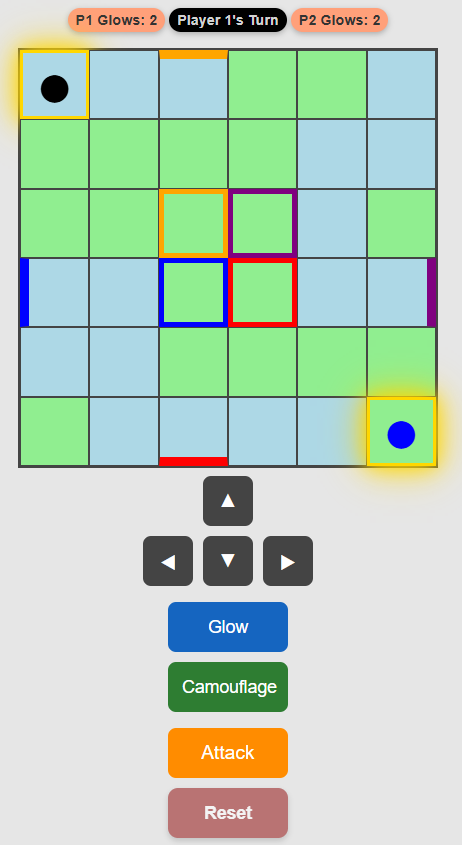 P1 Glows: 2 Player 1's Turn P2 Glows: 2
▲
◀ ▼ ▶
Glow
Camouflage
Attack
Reset